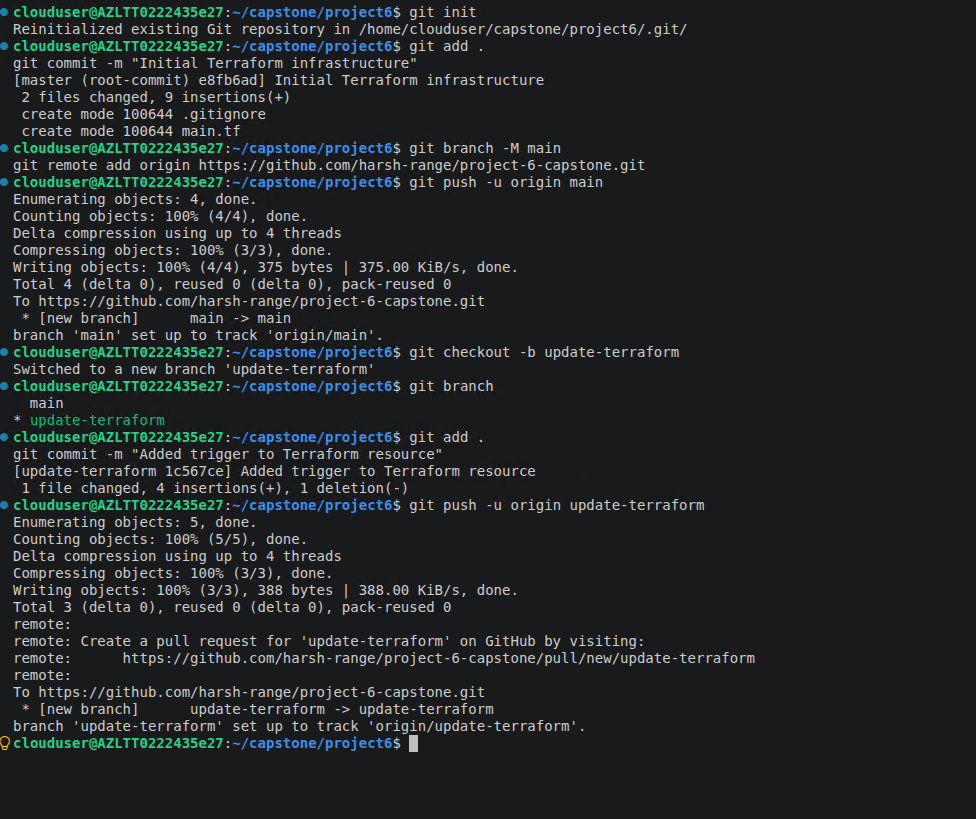 clouduser@AZLTT0222435e27:~/capstone/project6$ git init
Reinitialized existing Git repository in /home/clouduser/capstone/project6/.git/
clouduser@AZLTT0222435e27:~/capstone/project6$ git add .
git commit -m "Initial Terraform infrastructure"
[master (root-commit) e8fb6ad] Initial Terraform infrastructure
 2 files changed, 9 insertions(+)
 create mode 100644 .gitignore
 create mode 100644 main.tf
clouduser@AZLTT0222435e27:~/capstone/project6$ git branch -M main
git remote add origin https://github.com/harsh-range/project-6-capstone.git
clouduser@AZLTT0222435e27:~/capstone/project6$ git push -u origin main
Enumerating objects: 4, done.
Counting objects: 100% (4/4), done.
Delta compression using up to 4 threads
Compressing objects: 100% (3/3), done.
Writing objects: 100% (4/4), 375 bytes | 375.00 KiB/s, done.
Total 4 (delta 0), reused 0 (delta 0), pack-reused 0
To https://github.com/harsh-range/project-6-capstone.git
 * [new branch]      main -> main
branch 'main' set up to track 'origin/main'.
clouduser@AZLTT0222435e27:~/capstone/project6$ git checkout -b update-terraform
Switched to a new branch 'update-terraform'
clouduser@AZLTT0222435e27:~/capstone/project6$ git branch
  main
* update-terraform
clouduser@AZLTT0222435e27:~/capstone/project6$ git add .
git commit -m "Added trigger to Terraform resource"
[update-terraform 1c567ce] Added trigger to Terraform resource
 1 file changed, 4 insertions(+), 1 deletion(-)
clouduser@AZLTT0222435e27:~/capstone/project6$ git push -u origin update-terraform
Enumerating objects: 5, done.
Counting objects: 100% (5/5), done.
Delta compression using up to 4 threads
Compressing objects: 100% (3/3), done.
Writing objects: 100% (3/3), 388 bytes | 388.00 KiB/s, done.
Total 3 (delta 0), reused 0 (delta 0), pack-reused 0
remote:
remote: Create a pull request for 'update-terraform' on GitHub by visiting:
remote:      https://github.com/harsh-range/project-6-capstone/pull/new/update-terraform
remote:
To https://github.com/harsh-range/project-6-capstone.git
 * [new branch]      update-terraform -> update-terraform
branch 'update-terraform' set up to track 'origin/update-terraform'.
clouduser@AZLTT0222435e27:~/capstone/project6$